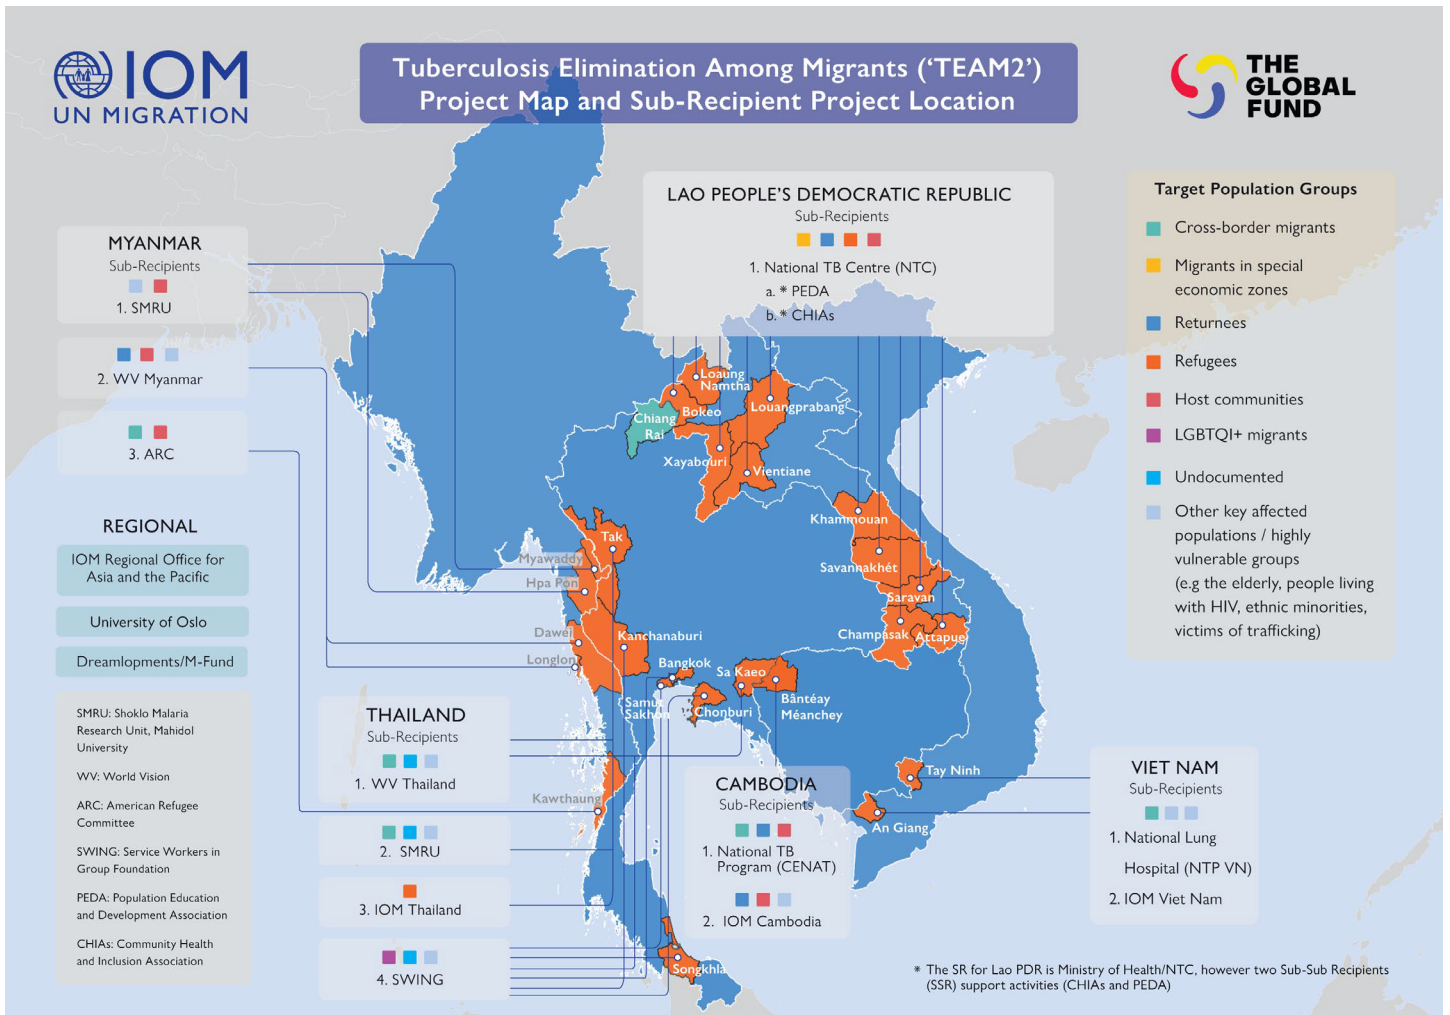 IOM
UN MIGRATION
Tuberculosis Elimination Among Migrants (‘TEAM2’)
Project Map and Sub-Recipient Project Location
THE
GLOBAL
FUND
MYANMAR
Sub-Recipients
1. SMRU
2. WV Myanmar
3. ARC
REGIONAL
IOM Regional Office for
Asia and the Pacific
University of Oslo
Dreamlopments/M-Fund
SMRU: Shoklo Malaria
Research Unit, Mahidol
University
WV: World Vision
ARC: American Refugee
Committee
SWING: Service Workers in
Group Foundation
PEDA: Population Education
and Development Association
CHIAs: Community Health
and Inclusion Association
LAO PEOPLE’S DEMOCRATIC REPUBLIC
Sub-Recipients
1. National TB Centre (NTC)
a. * PEDA
b. * CHIAs
Target Population Groups
Cross-border migrants
Migrants in special
economic zones
Returnees
Refugees
Host communities
LGBTQI+ migrants
Undocumented
Other key affected
populations / highly
vulnerable groups
(e.g the elderly, people living
with HIV, ethnic minorities,
victims of trafficking)
Loaung
Namtha
Bokeo
Louangprabang
Chiang
Rai
Xayabouri
Vientiane
Khammouan
Savannakhét
Saravan
Champasak
Attapue
Tak
Myawaddy
Hpa Pon
Dawei
Longlon
Kanchanaburi
Bangkok
Sa Kaeo
Samut
Sakhon
Chonburi
Bântéay
Méanchey
Tay Ninh
An Giang
Kawthaung
Songkhla
THAILAND
Sub-Recipients
1. WV Thailand
2. SMRU
3. IOM Thailand
4. SWING
CAMBODIA
Sub-Recipients
1. National TB
Program (CENAT)
2. IOM Cambodia
VIET NAM
Sub-Recipients
1. National Lung
Hospital (NTP VN)
2. IOM Viet Nam
* The SR for Lao PDR is Ministry of Health/NTC, however two Sub-Sub Recipients
(SSR) support activities (CHIAs and PEDA)